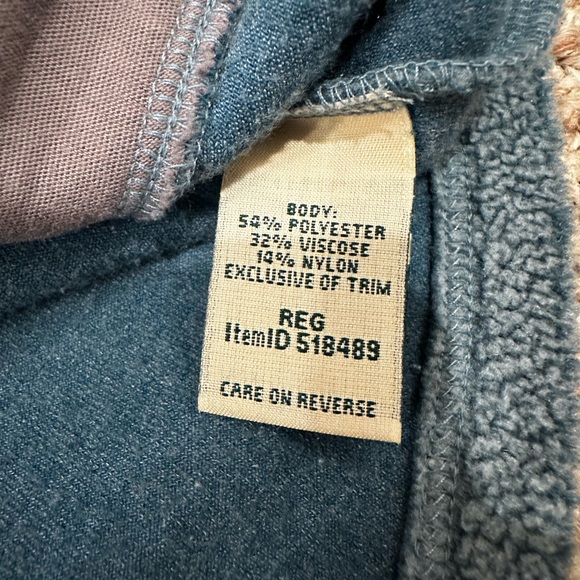 BODY:
54% POLYESTER
32% VISCOSE
14% NYLON
EXCLUSIVE OF TRIM
REG
ItemID 518489
CARE ON REVERSE